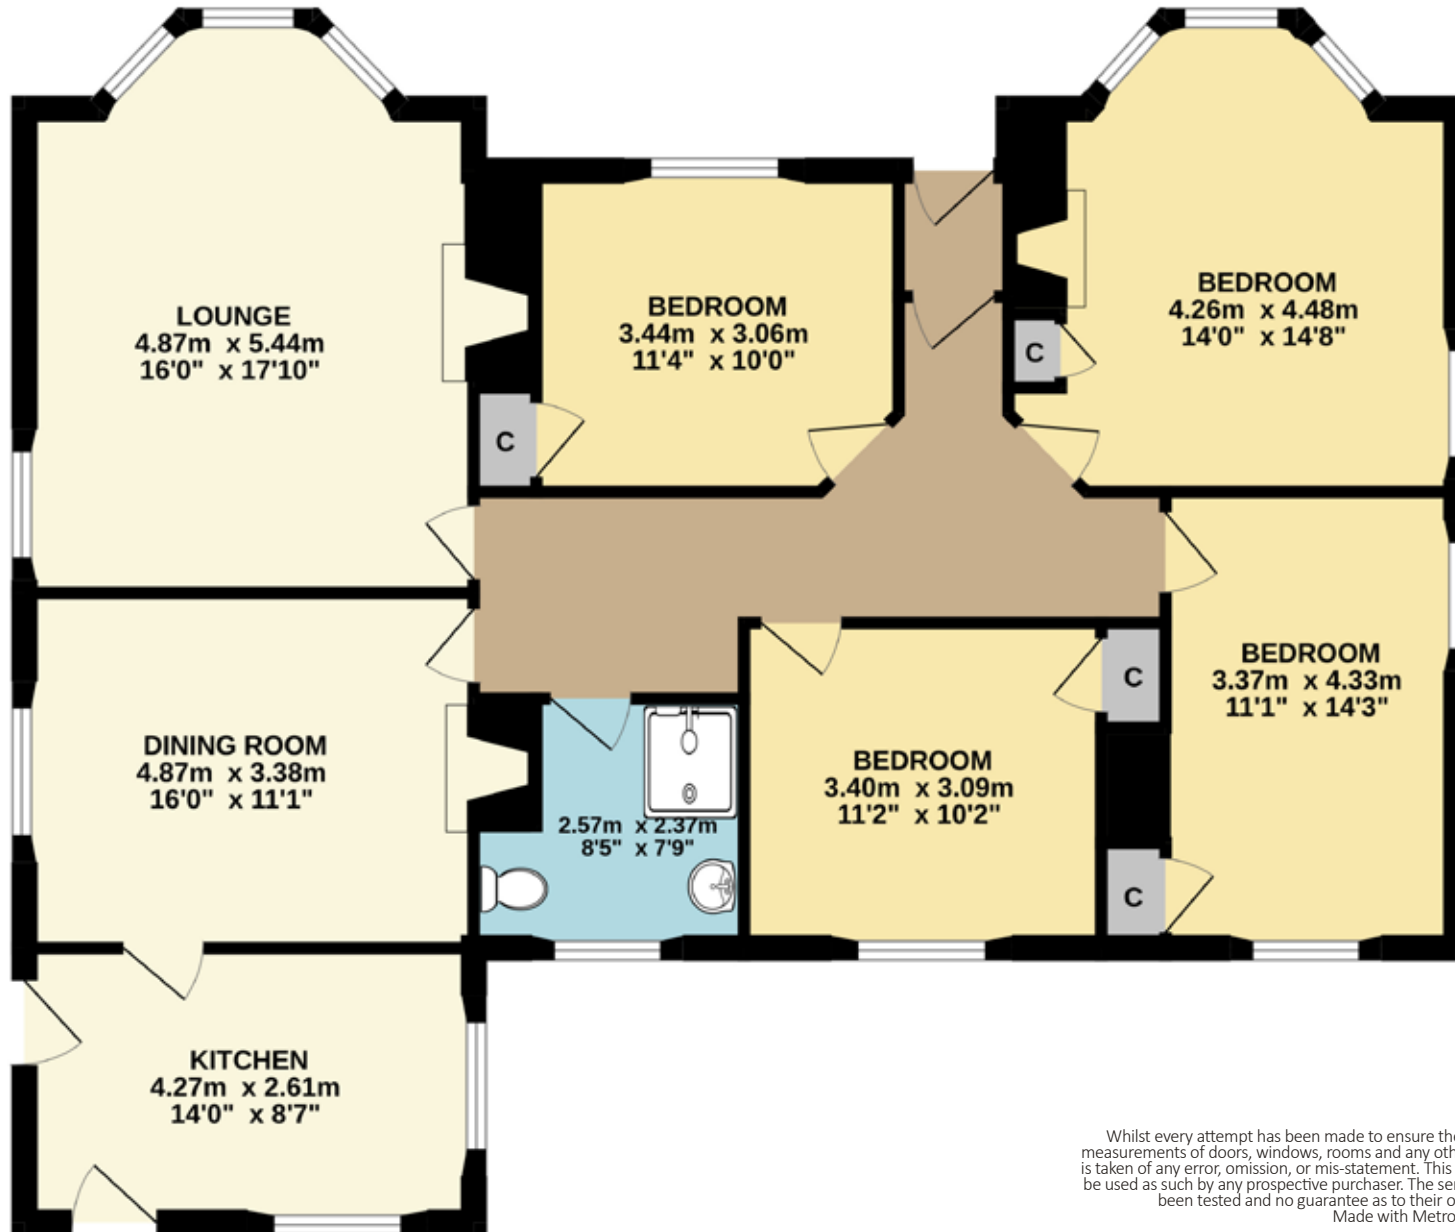 LOUNGE
4.87m x 5.44m
16'0" x 17'10"
BEDROOM
3.44m x 3.06m
11'4" x 10'0"
BEDROOM
4.26m x 4.48m
14'0" x 14'8"
C
C
DINING ROOM
4.87m x 3.38m
16'0" x 11'1"
2.57m x 2.37m
8'5" x 7'9"
BEDROOM
3.40m x 3.09m
11'2" x 10'2"
C
BEDROOM
3.37m x 4.33m
11'1" x 14'3"
C
KITCHEN
4.27m x 2.61m
14'0" x 8'7"
Whilst every attempt has been made to ensure the
measurements of doors, windows, rooms and any oth
is taken of any error, omission, or mis-statement. This
be used as such by any prospective purchaser. The ser
been tested and no guarantee as to their o
Made with Metro